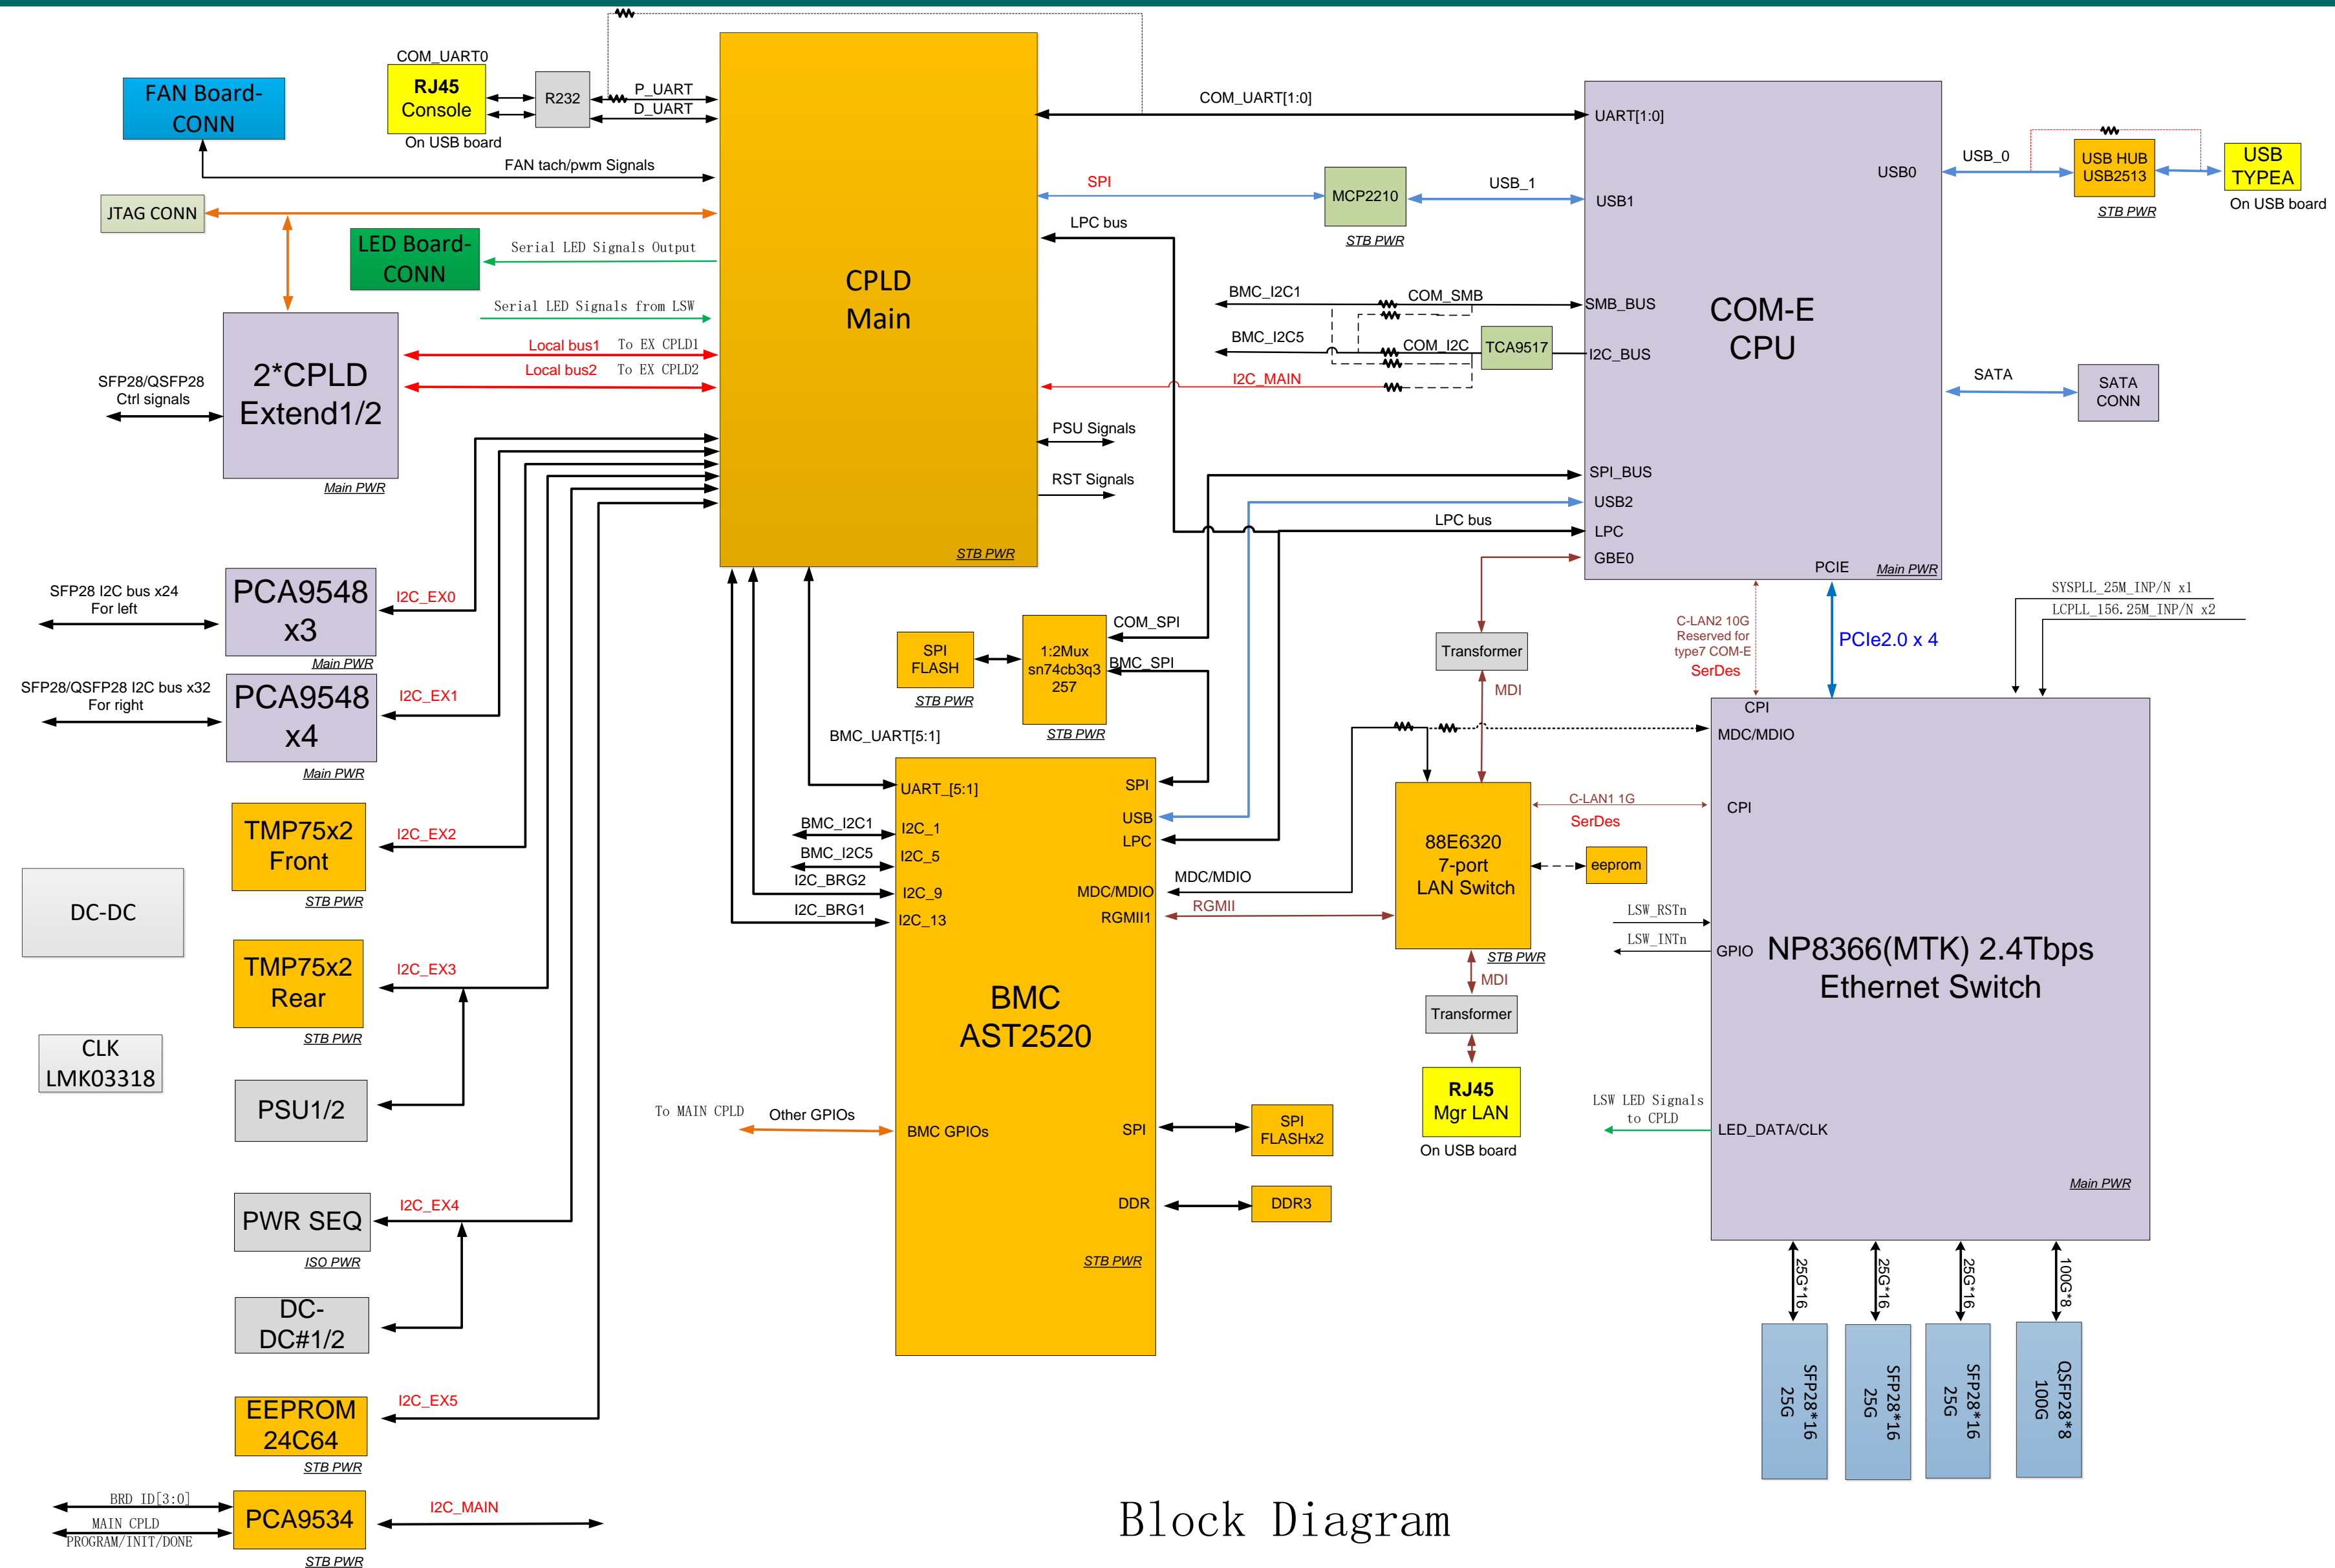 COM_UART0
RJ45
Console
On USB board
R232
P_UART
D_UART
FAN Board-
CONN
FAN tach/pwm Signals
JTAG CONN
LED Board-
CONN
Serial LED Signals Output
Serial LED Signals from LSW
2*CPLD
Extend1/2
Main PWR
SFP28/QSFP28
Ctrl signals
Local bus1 To EX CPLD1
Local bus2 To EX CPLD2
CPLD
Main
STB PWR
COM_UART[1:0]
SPI
MCP2210
STB PWR
USB_1
LPC bus
BMC_I2C1
COM_SMB
BMC_I2C5
COM_I2C
TCA9517
I2C_MAIN
PSU Signals
RST Signals
LPC bus
UART[1:0]
USB1
SMB_BUS
I2C_BUS
SPI_BUS
USB2
LPC
GBE0
PCIE
Main PWR
USB0
COM-E
CPU
USB_0
USB HUB
USB2513
STB PWR
USB
TYPEA
On USB board
SATA
SATA
CONN
SFP28 I2C bus x24
For left
PCA9548
x3
Main PWR
I2C_EX0
SFP28/QSFP28 I2C bus x32
For right
PCA9548
x4
Main PWR
I2C_EX1
TMP75x2
Front
STB PWR
I2C_EX2
TMP75x2
Rear
STB PWR
I2C_EX3
DC-DC
CLK
LMK03318
PSU1/2
PWR SEQ
ISO PWR
I2C_EX4
DC-
DC#1/2
EEPROM
24C64
STB PWR
I2C_EX5
BRD ID[3:0]
MAIN CPLD
PROGRAM/INIT/DONE
PCA9534
STB PWR
I2C_MAIN
SPI
FLASH
STB PWR
1:2Mux
sn74cb3q3
257
STB PWR
COM_SPI
BMC_SPI
BMC_UART[5:1]
UART_[5:1]
BMC_I2C1
I2C_1
BMC_I2C5
I2C_5
I2C_BRG2
I2C_9
I2C_BRG1
I2C_13
SPI
USB
LPC
MDC/MDIO
RGMII1
BMC
AST2520
To MAIN CPLD
Other GPIOs
BMC GPIOs
SPI
DDR
STB PWR
SPI
FLASHx2
DDR3
MDC/MDIO
RGMII
Transformer
MDI
88E6320
7-port
LAN Switch
STB PWR
eeprom
C-LAN1 1G
SerDes
MDI
Transformer
RJ45
Mgr LAN
On USB board
C-LAN2 10G
Reserved for
type7 COM-E
SerDes
PCIe2.0 x 4
SYSPLL_25M_INP/N x1
LCPLL_156.25M_INP/N x2
CPI
MDC/MDIO
CPI
LSW_RSTn
LSW_INTn
GPIO
NP8366(MTK) 2.4Tbps
Ethernet Switch
LSW LED Signals
to CPLD
LED_DATA/CLK
Main PWR
25G*16
25G*16
25G*16
100G*8
SFP28*16
25G
SFP28*16
25G
SFP28*16
25G
QSFP28*8
100G
Block Diagram